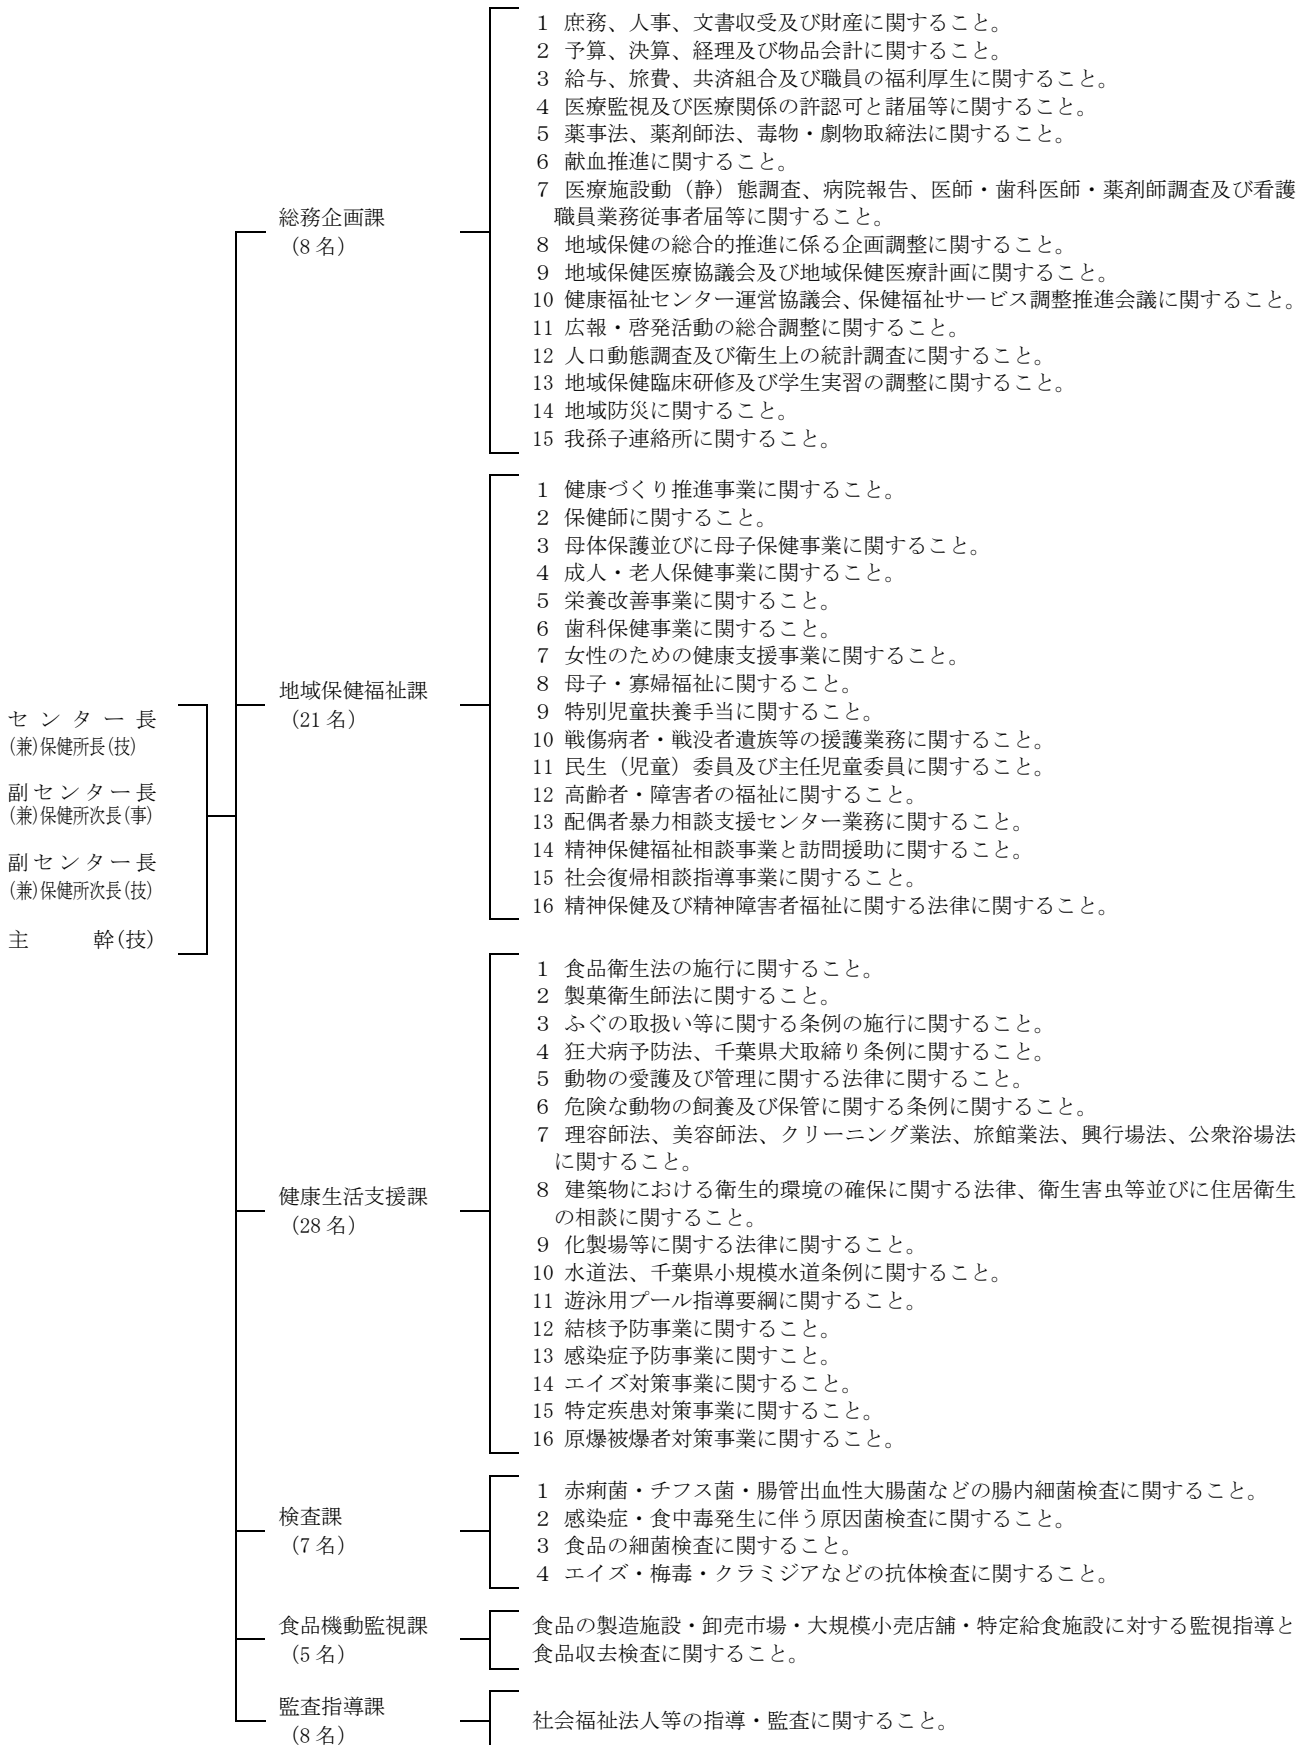 センター長
(兼)保健所長(技)
副センター長
(兼)保健所次長(事)
副センター長
(兼)保健所次長(技)
主　　幹(技)
総務企画課
(8名)
1 庶務、人事、文書収受及び財産に関すること。
2 予算、決算、経理及び物品会計に関すること。
3 給与、旅費、共済組合及び職員の福利厚生に関すること。
4 医療監視及び医療関係の許認可と諸届等に関すること。
5 薬事法、薬剤師法、毒物・劇物取締法に関すること。
6 献血推進に関すること。
7 医療施設動（静）態調査、病院報告、医師・歯科医師・薬剤師調査及び看護
職員業務従事者届等に関すること。
8 地域保健の総合的推進に係る企画調整に関すること。
9 地域保健医療協議会及び地域保健医療計画に関すること。
10 健康福祉センター運営協議会、保健福祉サービス調整推進会議に関すること。
11 広報・啓発活動の総合調整に関すること。
12 人口動態調査及び衛生上の統計調査に関すること。
13 地域保健臨床研修及び学生実習の調整に関すること。
14 地域防災に関すること。
15 我孫子連絡所に関すること。
地域保健福祉課
(21名)
1 健康づくり推進事業に関すること。
2 保健師に関すること。
3 母体保護並びに母子保健事業に関すること。
4 成人・老人保健事業に関すること。
5 栄養改善事業に関すること。
6 歯科保健事業に関すること。
7 女性のための健康支援事業に関すること。
8 母子・寡婦福祉に関すること。
9 特別児童扶養手当に関すること。
10 戦傷病者・戦没者遺族等の援護業務に関すること。
11 民生（児童）委員及び主任児童委員に関すること。
12 高齢者・障害者の福祉に関すること。
13 配偶者暴力相談支援センター業務に関すること。
14 精神保健福祉相談事業と訪問援助に関すること。
15 社会復帰相談指導事業に関すること。
16 精神保健及び精神障害者福祉に関する法律に関すること。
健康生活支援課
(28名)
1 食品衛生法の施行に関すること。
2 製菓衛生師法に関すること。
3 ふぐの取扱い等に関する条例の施行に関すること。
4 狂犬病予防法、千葉県犬取締り条例に関すること。
5 動物の愛護及び管理に関する法律に関すること。
6 危険な動物の飼養及び保管に関する条例に関すること。
7 理容師法、美容師法、クリーニング業法、旅館業法、興行場法、公衆浴場法
に関すること。
8 建築物における衛生的環境の確保に関する法律、衛生害虫等並びに住居衛生
の相談に関すること。
9 化製場等に関する法律に関すること。
10 水道法、千葉県小規模水道条例に関すること。
11 遊泳用プール指導要綱に関すること。
12 結核予防事業に関すること。
13 感染症予防事業に関すこと。
14 エイズ対策事業に関すること。
15 特定疾患対策事業に関すること。
16 原爆被爆者対策事業に関すること。
検査課
(7名)
1 赤痢菌・チフス菌・腸管出血性大腸菌などの腸内細菌検査に関すること。
2 感染症・食中毒発生に伴う原因菌検査に関すること。
3 食品の細菌検査に関すること。
4 エイズ・梅毒・クラミジアなどの抗体検査に関すること。
食品機動監視課
(5名)
食品の製造施設・卸売市場・大規模小売店舗・特定給食施設に対する監視指導と
食品収去検査に関すること。
監査指導課
(8名)
社会福祉法人等の指導・監査に関すること。